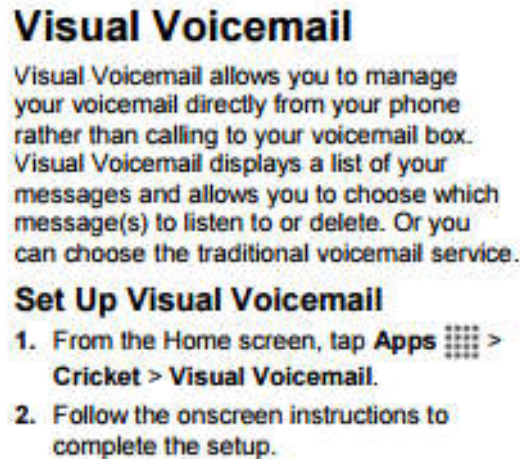 Visual Voicemail
Visual Voicemail allows you to manage
your voicemail directly from your phone
rather than calling to your voicemail box.
Visual Voicemail displays a list of your
messages and allows you to choose which
message(s) to listen to or delete. Or you
can choose the traditional voicemail service.
Set Up Visual Voicemail
1. From the Home screen, tap Apps >
Cricket > Visual Voicemail.
2. Follow the onscreen instructions to
complete the setup.